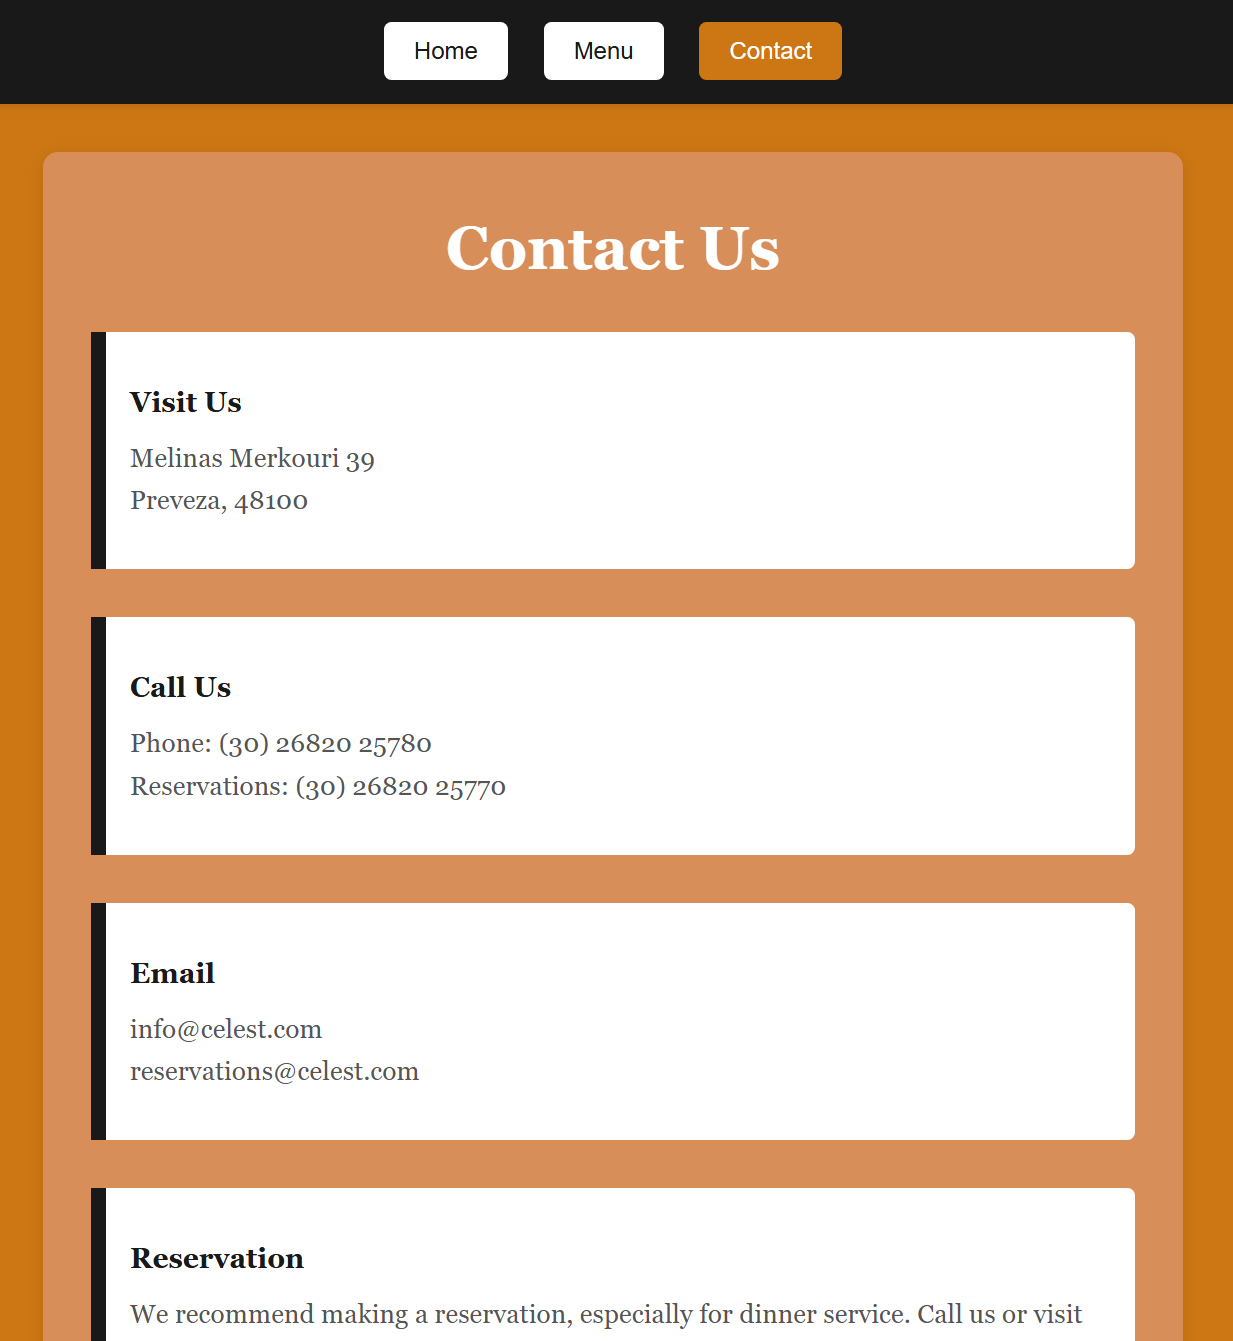 Home
Menu
Contact
Contact Us
Visit Us
Melinas Merkouri 39
Preveza, 48100
Call Us
Phone: (30) 26820 25780
Reservations: (30) 26820 25770
Email
info@celest.com
reservations@celest.com
Reservation
We recommend making a reservation, especially for dinner service. Call us or visit